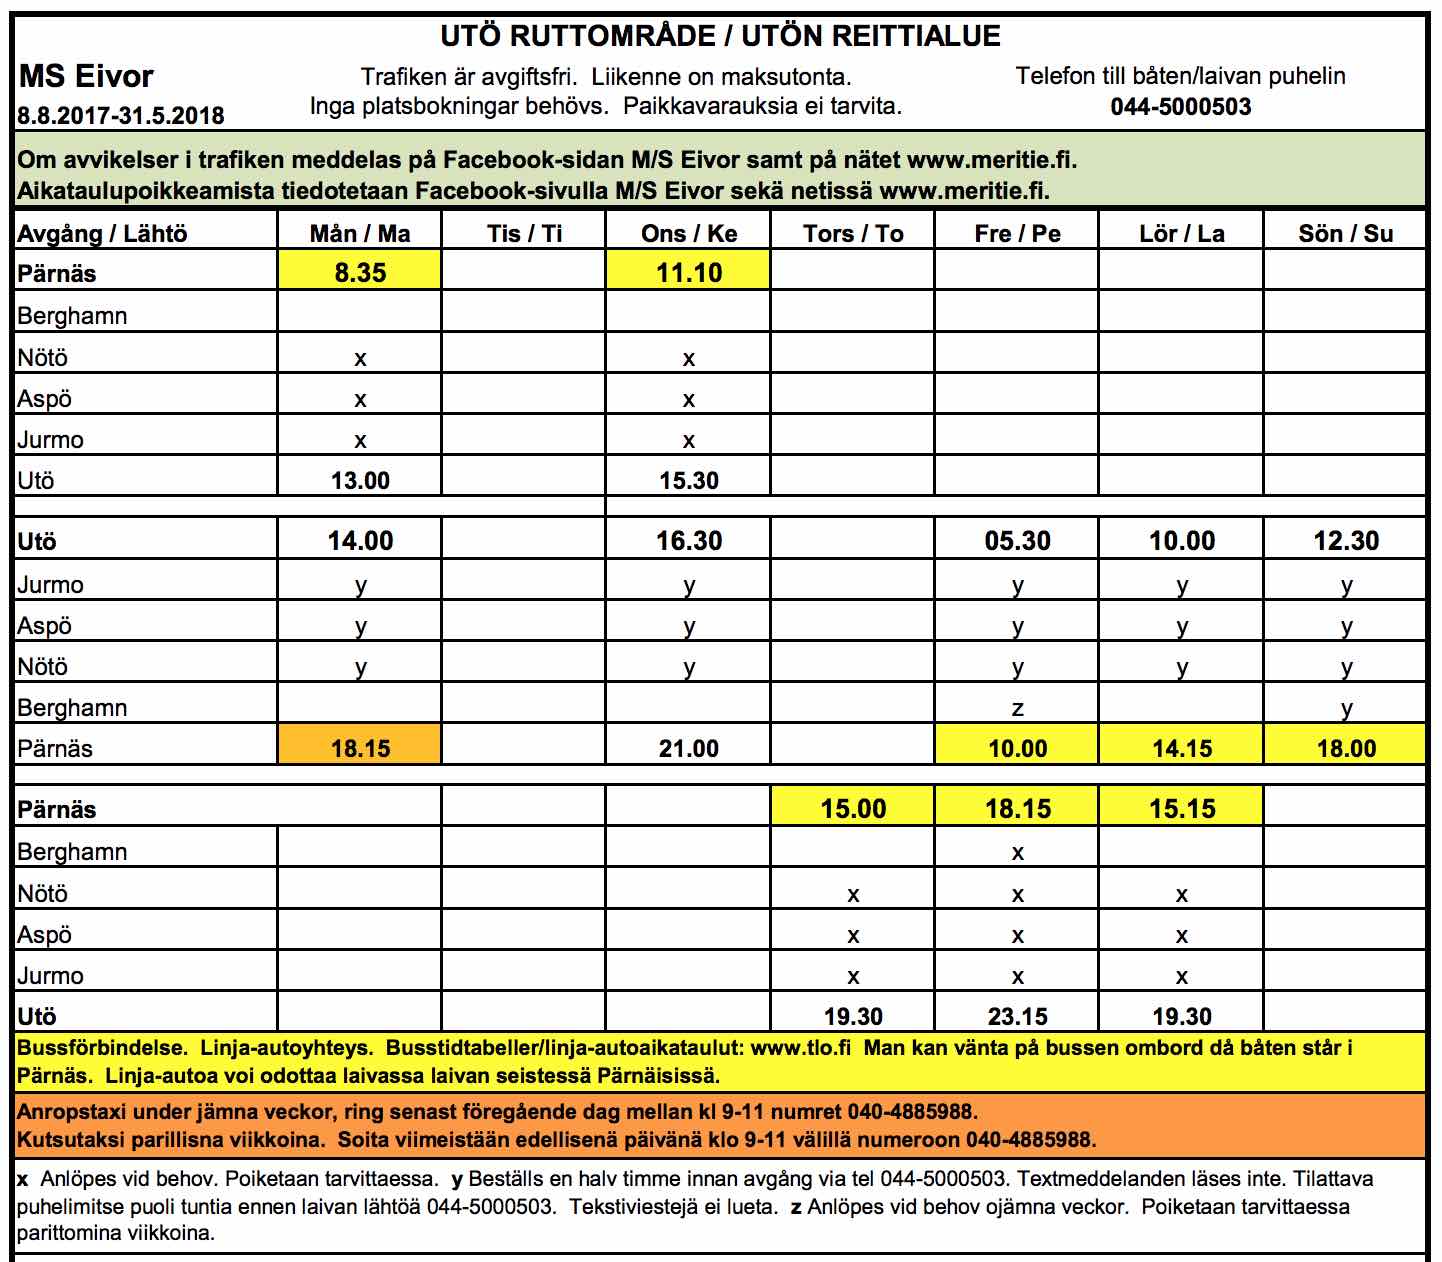 UTÖ RUTTOMRÅDE / UTÖN REITTIALUE
MS Eivor Trafiken är avgiftsfri. Liikenne on maksutonta. Telefon till båten/laivan puhelin
8.8.2017-31.5.2018 Inga platsbokningar behövs. Paikkavarauksia ei tarvita. 044-5000503
Om avvikelser i trafiken meddelas på Facebook-sidan M/S Eivor samt på nätet www.meritie.fi.
Aikataulupoikkeamista tiedotetaan Facebook-sivulla M/S Eivor sekä netissä www.meritie.fi.
Avgång / Lähtö Mån / Ma Tis / Ti Ons / Ke Tors / To Fre / Pe Lör / La Sön / Su
Pärnäs 8.35 11.10
Berghamn
Nötö x x
Aspö x x
Jurmo x x
Utö 13.00 15.30
Utö 14.00 16.30 05.30 10.00 12.30
Jurmo y y y y y
Aspö y y y y y
Nötö y y y y y
Berghamn z y
Pärnäs 18.15 21.00 10.00 14.15 18.00
Pärnäs 15.00 18.15 15.15
Berghamn x
Nötö x x x
Aspö x x x
Jurmo x x x
Utö 19.30 23.15 19.30
Bussförbindelse. Linja-autoyhteys. Busstidtabeller/linja-autoaikataulut: www.tlo.fi Man kan vänta på bussen ombord då båten står i
Pärnäs. Linja-autoa voi odottaa laivassa laivan seistessä Pärnäisissä.
Anropstaxi under jämna veckor, ring senast föregående dag mellan kl 9-11 numret 040-4885988.
Kutsutaksi parillisna viikkoina. Soita viimeistään edellisenä päivänä klo 9-11 välillä numeroon 040-4885988.
x Anlöpes vid behov. Poiketaan tarvittaessa. y Beställs en halv timme innan avgång via tel 044-5000503. Textmeddelanden läses inte. Tilattava
puhelimitse puoli tuntia ennen laivan lähtöä 044-5000503. Tekstiviestejä ei lueta. z Anlöpes vid behov ojämna veckor. Poiketaan tarvittaessa
parittomina viikkoina.